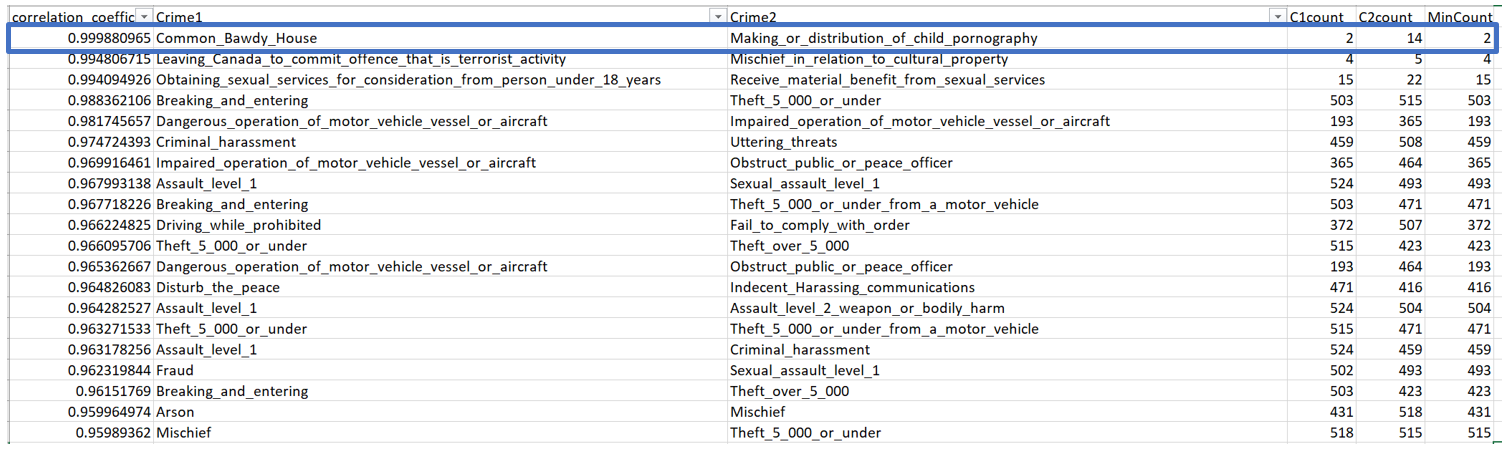 correlation_coeffic Crime1 Crime2 C1count C2count MinCount
0.999880965 Common_Bawdy_House Making_or_distribution_of_child_pornography 2 14 2
0.994806715 Leaving_Canada_to_commit_offence_that_is_terrorist_activity Mischief_in_relation_to_cultural_property 4 5 4
0.994094926 Obtaining_sexual_services_for_consideration_from_person_under_18_years Receive_material_benefit_from_sexual_services 15 22 15
0.988362106 Breaking_and_entering Theft_5_000_or_under 503 515 503
0.981745657 Dangerous_operation_of_motor_vehicle_vessel_or_aircraft Impaired_operation_of_motor_vehicle_vessel_or_aircraft 193 365 193
0.974724393 Criminal_harassment Uttering_threats 459 508 459
0.969916461 Impaired_operation_of_motor_vehicle_vessel_or_aircraft Obstruct_public_or_peace_officer 365 464 365
0.967993138 Assault_level_1 Sexual_assault_level_1 524 493 493
0.967718226 Breaking_and_entering Theft_5_000_or_under_from_a_motor_vehicle 503 471 471
0.966224825 Driving_while_prohibited Fail_to_comply_with_order 372 507 372
0.966095706 Theft_5_000_or_under Theft_over_5_000 515 423 423
0.965362667 Dangerous_operation_of_motor_vehicle_vessel_or_aircraft Obstruct_public_or_peace_officer 193 464 193
0.964826083 Disturb_the_peace Indecent_Harassing_communications 471 416 416
0.964282527 Assault_level_1 Assault_level_2_weapon_or_bodily_harm 524 504 504
0.963271533 Theft_5_000_or_under Theft_5_000_or_under_from_a_motor_vehicle 515 471 471
0.963178256 Assault_level_1 Criminal_harassment 524 459 459
0.962319844 Fraud Sexual_assault_level_1 502 493 493
0.96151769 Breaking_and_entering Theft_over_5_000 503 423 423
0.959964974 Arson Mischief 431 518 431
0.95989362 Mischief Theft_5_000_or_under 518 515 515